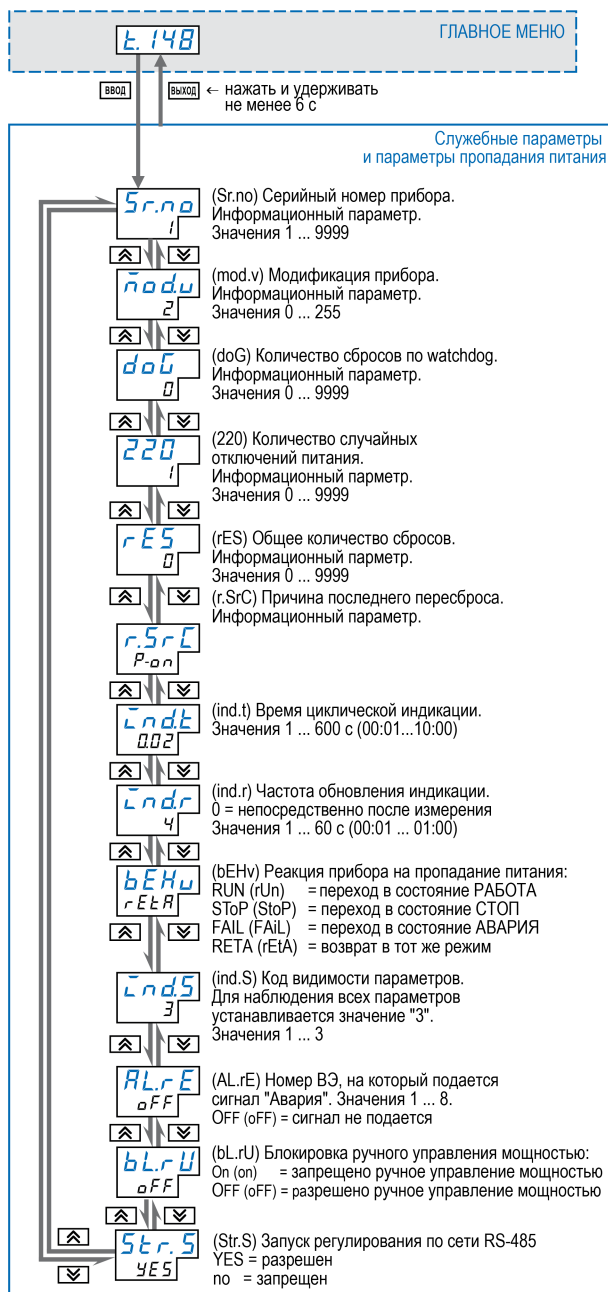 ГЛАВНОЕ МЕНЮ
t.148
ВВОД
ВЫХОД
← нажать и удерживать
не менее 6 с
Служебные параметры
и параметры пропадания питания
Sr.no
1
(Sr.no) Серийный номер прибора.
Информационный параметр.
Значения 1 ... 9999
mod.v
2
(mod.v) Модификация прибора.
Информационный параметр.
Значения 0 ... 255
doG
0
(doG) Количество сбросов по watchdog.
Информационный параметр.
Значения 0 ... 9999
220
1
(220) Количество случайных
отключений питания.
Информационный парметр.
Значения 0 ... 9999
rES
0
(rES) Общее количество сбросов.
Информационный парметр.
Значения 0 ... 9999
(r.SrC) Причина последнего пересброса.
Информационный параметр.
r.SrC
P-on
ind.t
0.02
(ind.t) Время циклической индикации.
Значения 1 ... 600 с (00:01...10:00)
ind.r
4
(ind.r) Частота обновления индикации.
0 = непосредственно после измерения
Значения 1 ... 60 с (00:01 ... 01:00)
bEHv
rEtA
(bEHv) Реакция прибора на пропадание питания:
RUN (rUn) = переход в состояние РАБОТА
SToP (StoP) = переход в состояние СТОП
FAIL (FAiL) = переход в состояние АВАРИЯ
RETA (rEtA) = возврат в тот же режим
ind.S
3
(ind.S) Код видимости параметров.
Для наблюдения всех параметров
устанавливается значение "3".
Значения 1 ... 3
AL.rE
oFF
(AL.rE) Номер ВЭ, на который подается
сигнал "Авария". Значения 1 ... 8.
OFF (oFF) = сигнал не подается
bL.rU
oFF
(bL.rU) Блокировка ручного управления мощностью:
On (on) = запрещено ручное управление мощностью
OFF (oFF) = разрешено ручное управление мощностью
Str.S
YES
(Str.S) Запуск регулирования по сети RS-485
YES = разрешен
no = запрещен